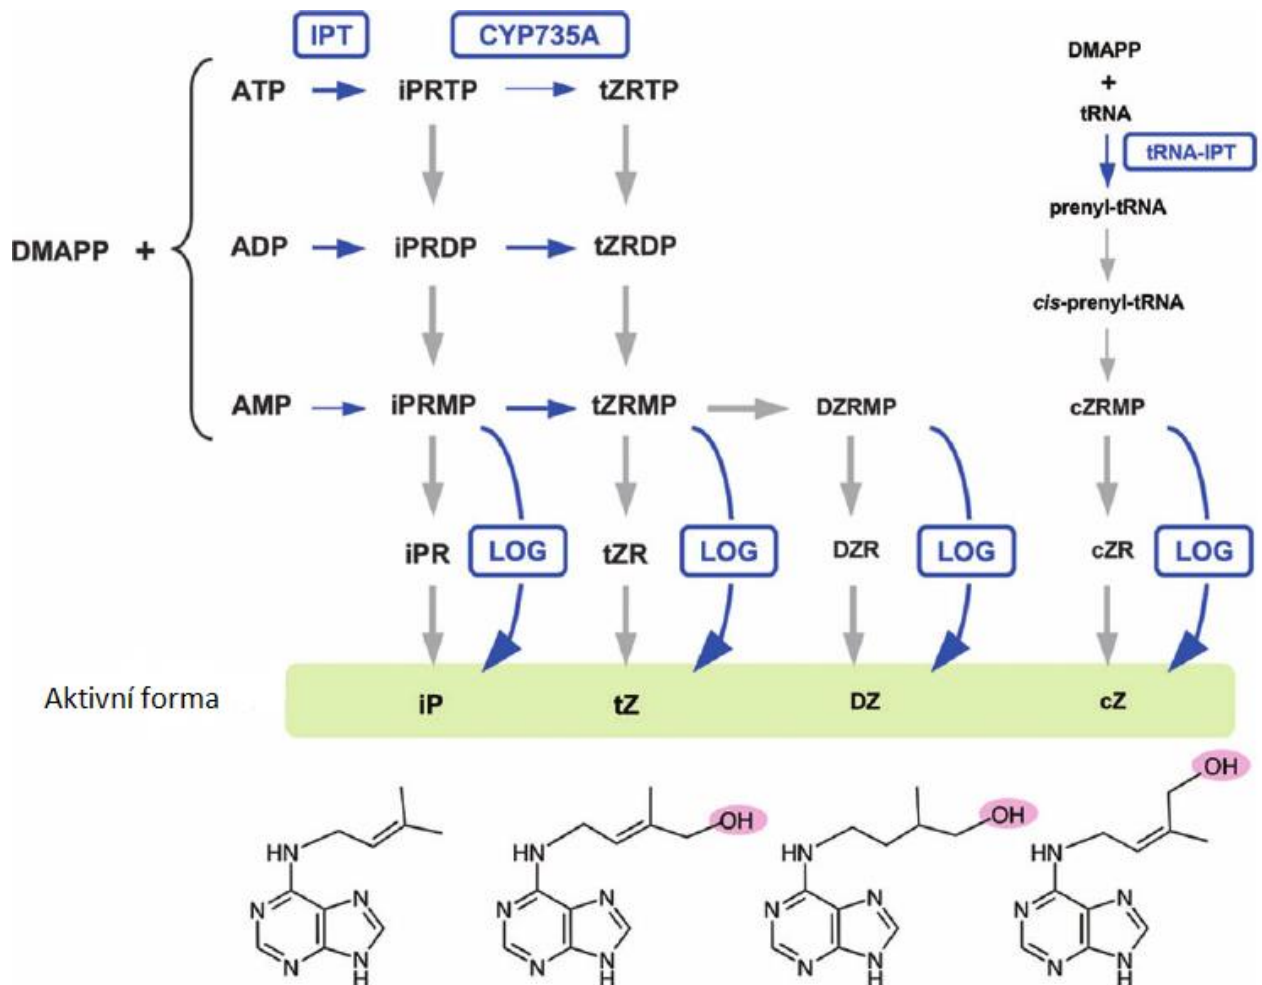 IPT CYP735A
DMAPP
+
tRNA
tRNA-IPT
prenyl-tRNA
cis-prenyl-tRNA
ATP iPRTP tZRTP
DMAPP + ADP iPRDP tZRDP
AMP iPRMP tZRMP DZRMP cZRMP
iPR LOG tZR LOG DZR LOG cZR LOG
Aktivní forma iP tZ DZ cZ
OH OH OH
HN HN HN HN
N N N N N N N N
N N H N N H N N H N N H
OH